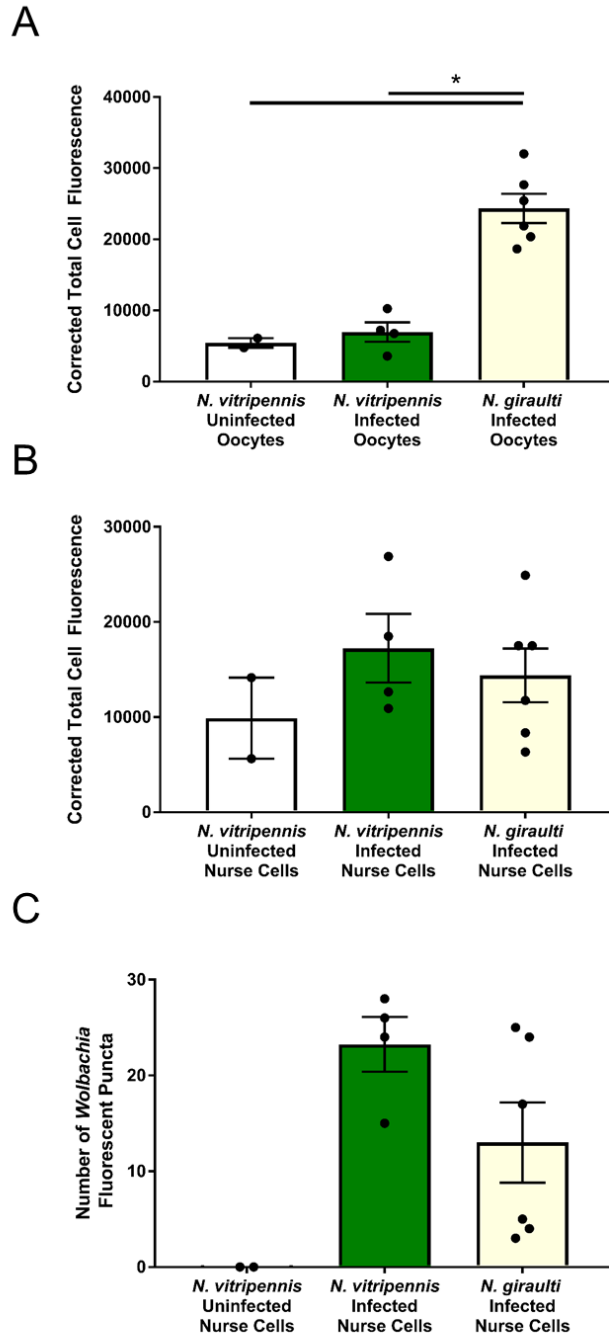 A
Corrected Total Cell Fluorescence
40000
30000
20000
10000
0
*
N. vitripennis
Uninfected
Oocytes
N. vitripennis
Infected
Oocytes
N. giraulti
Infected
Oocytes
B
Corrected Total Cell Fluorescence
30000
20000
10000
0
N. vitripennis
Uninfected
Nurse Cells
N. vitripennis
Infected
Nurse Cells
N. giraulti
Infected
Nurse Cells
C
Number of Wolbachia
Fluorescent Puncta
30
20
10
0
N. vitripennis
Uninfected
Nurse Cells
N. vitripennis
Infected
Nurse Cells
N. giraulti
Infected
Nurse Cells